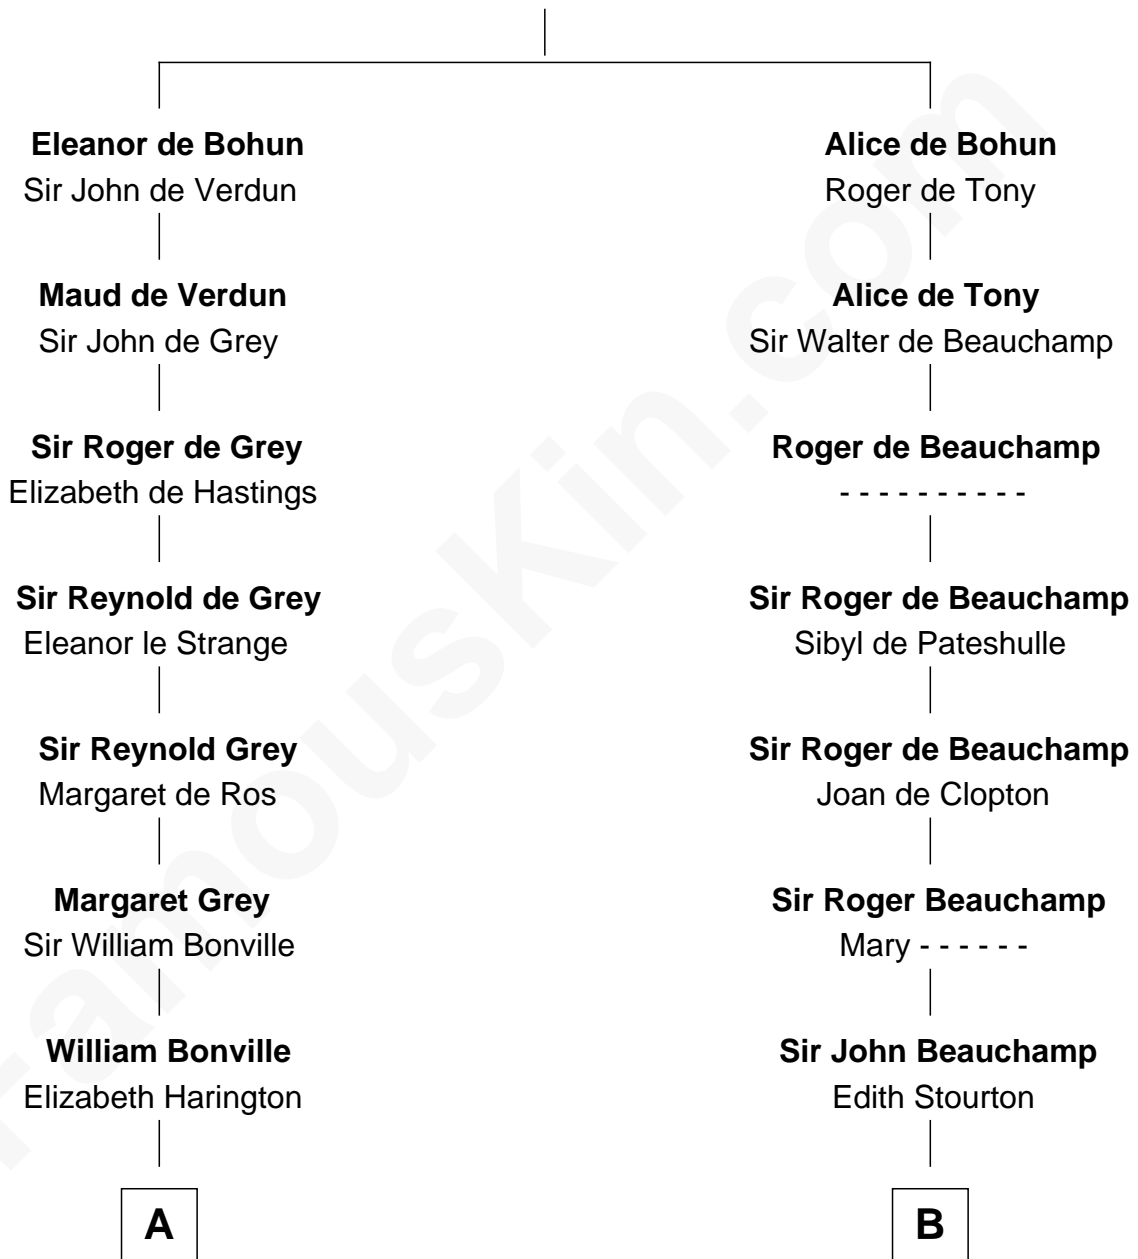 Eleanor de Bohun
Sir John de Verdun
Maud de Verdun
Sir John de Grey
Sir Roger de Grey
Elizabeth de Hastings
Sir Reynold de Grey
Eleanor le Strange
Sir Reynold Grey
Margaret de Ros
Margaret Grey
Sir William Bonville
William Bonville
Elizabeth Harington
A
Alice de Bohun
Roger de Tony
Alice de Tony
Sir Walter de Beauchamp
Roger de Beauchamp
- - - - - - - - - -
Sir Roger de Beauchamp
Sibyl de Pateshulle
Sir Roger de Beauchamp
Joan de Clopton
Sir Roger Beauchamp
Mary - - - - - -
Sir John Beauchamp
Edith Stourton
B
FamousKin.com